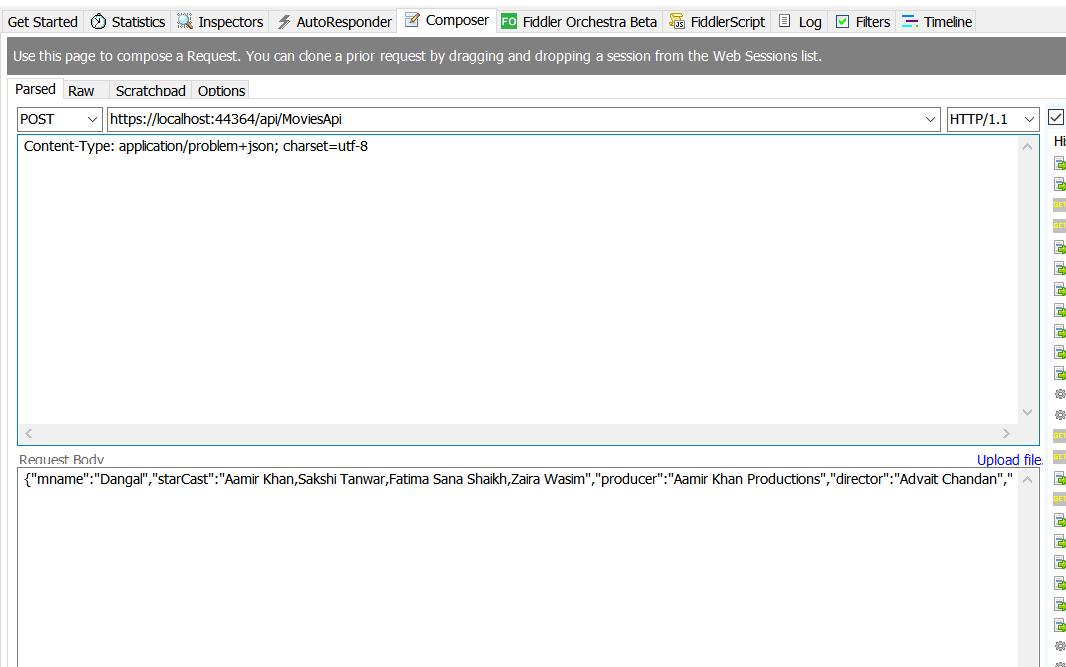 Get Started Statistics Inspectors AutoResponder Composer FO Fiddler Orchestra Beta FiddlerScript Log Filters Timeline
Use this page to compose a Request. You can clone a prior request by dragging and dropping a session from the Web Sessions list.
Parsed Raw Scratchpad Options
POST https://localhost:44364/api/MoviesApi HTTP/1.1
Content-Type: application/problem+json; charset=utf-8
Request Body Upload file.
{"mname":"Dangal","starCast":"Aamir Khan,Sakshi Tanwar,Fatima Sana Shaikh,Zaira Wasim","producer":"Aamir Khan Productions","director":"Advait Chandan","